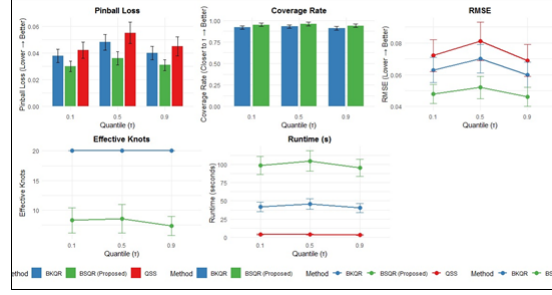 Pinball Loss
Coverage Rate
RMSE
Pinball Loss (Lower → Better)
0.06
0.04
0.02
0.00
0.1
0.5
0.9
Quantile (τ)
Coverage Rate (Closer to τ → Better)
1.00
0.75
0.50
0.25
0.00
0.1
0.5
0.9
Quantile (τ)
RMSE (Lower → Better)
0.08
0.06
0.04
0.1
0.5
0.9
Quantile (τ)
Effective Knots
Runtime (s)
Effective Knots
20
15
10
0.1
0.5
0.9
Quantile (τ)
Runtime (seconds)
100
75
50
25
0
0.1
0.5
0.9
Quantile (τ)
ethod BKQR BSQR (Proposed) QSS Method BKQR BSQR (Proposed) Method BKQR BSQR (Proposed) QSS Method BKQR BS